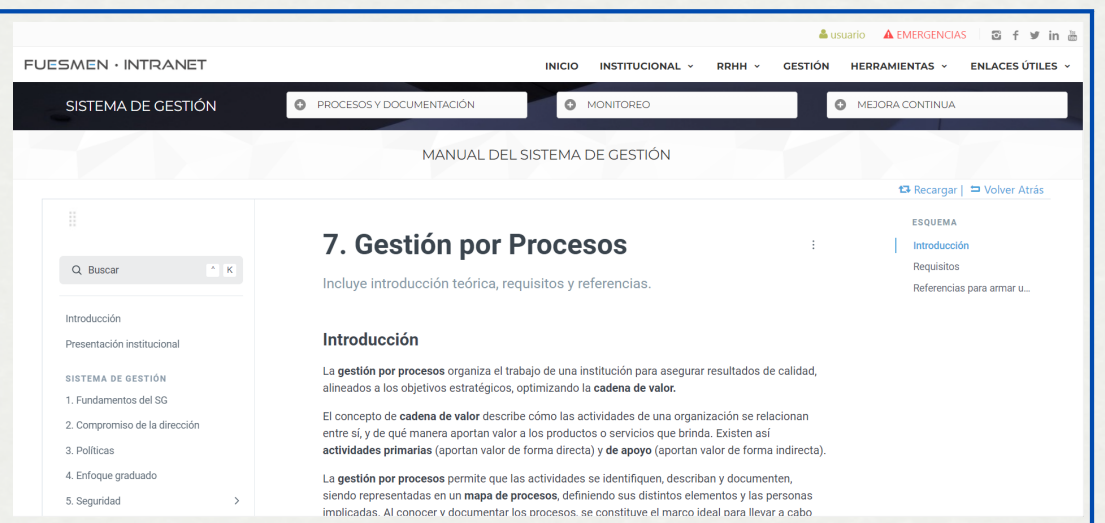 usuario EMERGENCIAS
FUESMEN · INTRANET
INICIO INSTITUCIONAL RRHH GESTIÓN HERRAMIENTAS ENLACES ÚTILES
SISTEMA DE GESTIÓN
PROCESOS Y DOCUMENTACIÓN
MONITOREO
MEJORA CONTINUA
MANUAL DEL SISTEMA DE GESTIÓN
Recargar | Volver Atrás
Buscar ^ K
Introducción
Presentación institucional
SISTEMA DE GESTIÓN
1. Fundamentos del SG
2. Compromiso de la dirección
3. Políticas
4. Enfoque graduado
5. Seguridad
7. Gestión por Procesos
Incluye introducción teórica, requisitos y referencias.
Introducción
La gestión por procesos organiza el trabajo de una institución para asegurar resultados de calidad,
alineados a los objetivos estratégicos, optimizando la cadena de valor.
El concepto de cadena de valor describe cómo las actividades de una organización se relacionan
entre sí, y de qué manera aportan valor a los productos o servicios que brinda. Existen así
actividades primarias (aportan valor de forma directa) y de apoyo (aportan valor de forma indirecta).
La gestión por procesos permite que las actividades se identifiquen, describan y documenten,
siendo representadas en un mapa de procesos, definiendo sus distintos elementos y las personas
implicadas. Al conocer y documentar los procesos, se constituye el marco ideal para llevar a cabo
ESQUEMA
Introducción
Requisitos
Referencias para armar u...